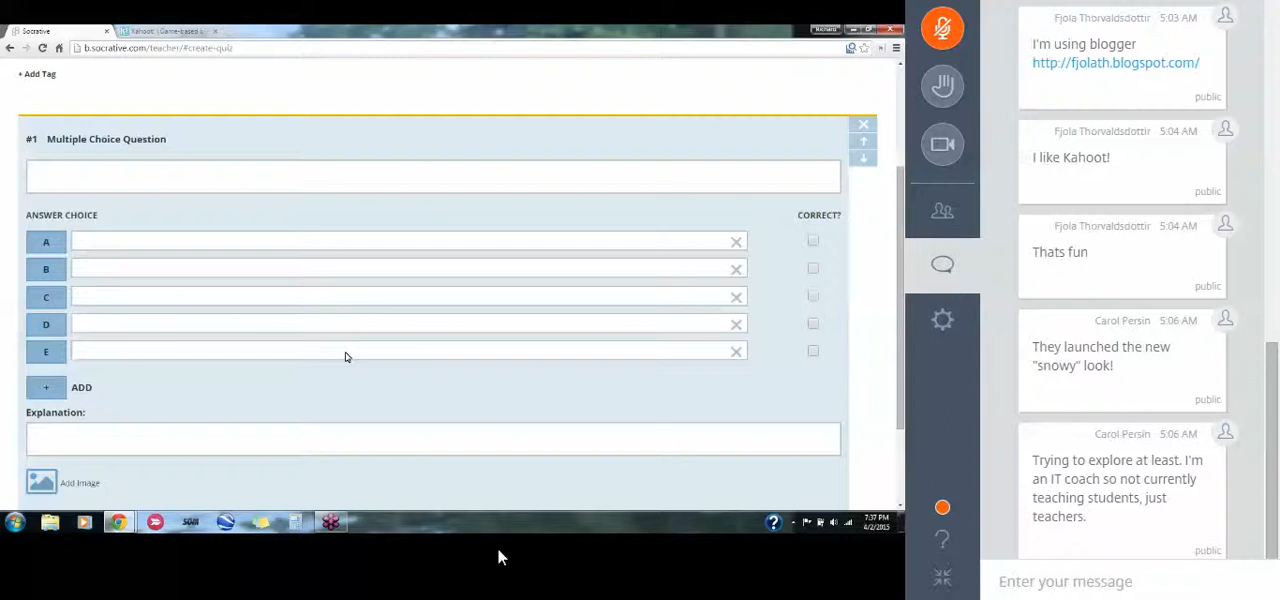 Socrative
Kahoot! | Game-based b
Richard
b.socrative.com/teacher/#create-quiz
+ Add Tag
#1 Multiple Choice Question
ANSWER CHOICE
CORRECT?
A
B
C
D
E
+ ADD
Explanation:
Add Image
som
?
7:37 PM
4/2/2015
Fjola Thorvaldsdottir 5:03 AM
I'm using blogger
http://fjolath.blogspot.com/
public
Fjola Thorvaldsdottir 5:04 AM
I like Kahoot!
public
Fjola Thorvaldsdottir 5:04 AM
Thats fun
public
Carol Persin 5:06 AM
They launched the new
"snowy" look!
public
Carol Persin 5:06 AM
Trying to explore at least. I'm
an IT coach so not currently
teaching students, just
teachers.
public
?
Enter your message